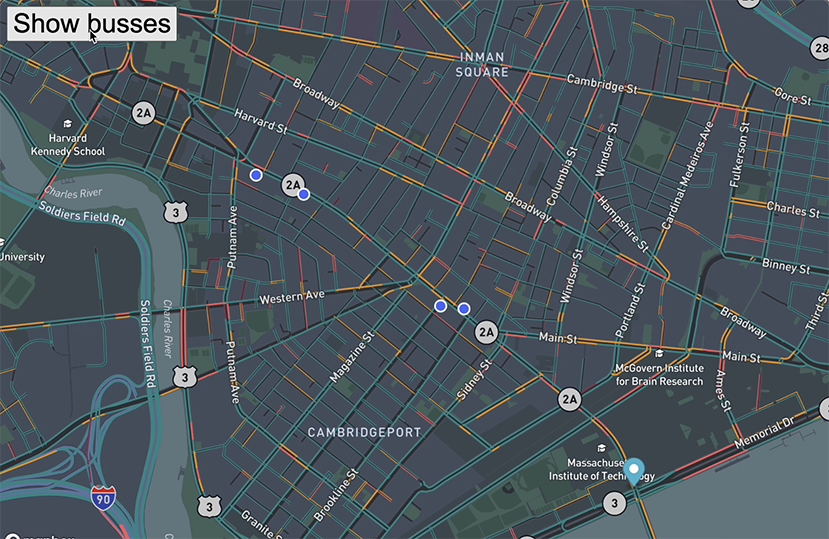 Show busses
INMAN
SQUARE
28
Cambridge St
Gore St
Broadway
2A
Harvard St
Harvard
Kennedy School
Windsor St
Columbia St
Cardinal Medeiros Ave
Fulkerson St
2A
Charles River
Soldiers Field Rd
3
Putnam Ave
Broadway
Hampshire St
Charles St
University
Binney St
Windsor St
Western Ave
Portland St
Third St
Soldiers Field Rd
Charles River
Broadway
2A
Main St
Main St
Magazine St
Putnam Ave
Sidney St
McGovern Institute
for Brain Research
3
Ames St
2A
CAMBRIDGEPORT
Memorial Dr
Brookline St
Institute of Technology
90
3
3
Granite St
mapbox